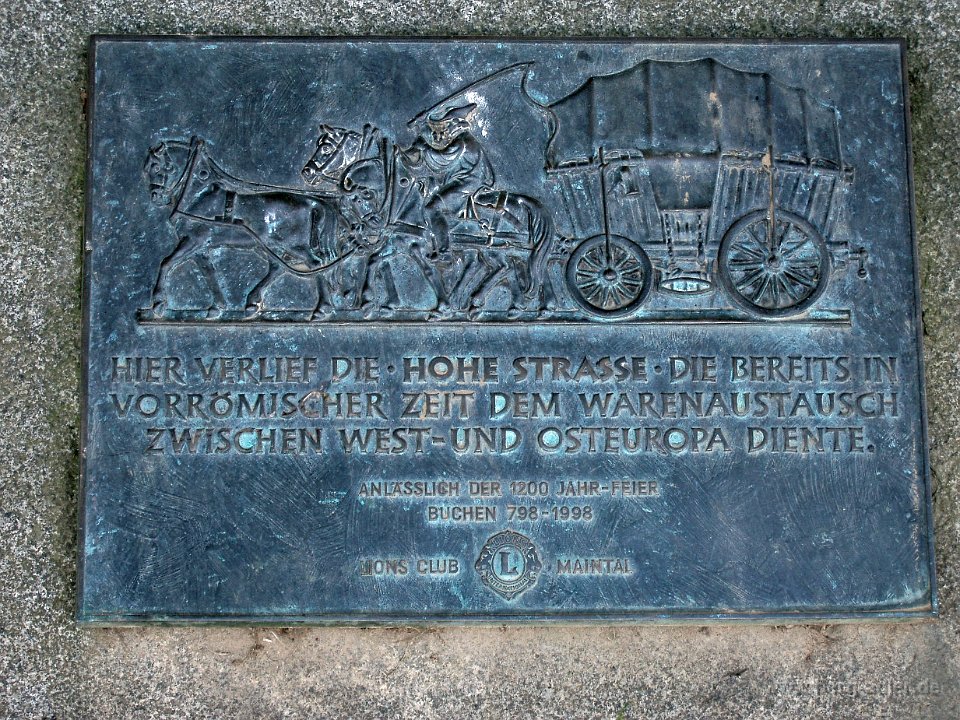 HIER VERLIEF DIE · HOHE STRASSE · DIE BEREITS IN
VORRÖMISCHER ZEIT DEM WARENAUSTAUSCH
ZWISCHEN WEST- UND OSTEUROPA DIENTE.
ANLÄSSLICH DER 1200 JAHR-FEIER
BUCHEN 798-1998
LIONS CLUB L MAINTAL